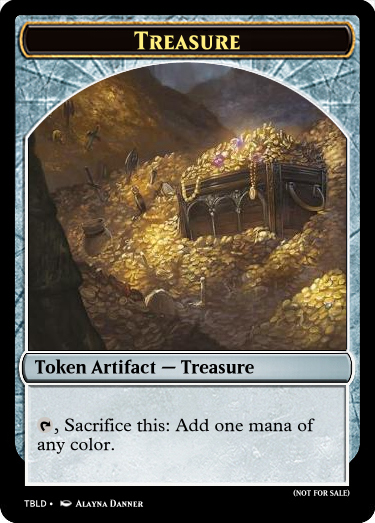 TREASURE
Token Artifact — Treasure
, Sacrifice this: Add one mana of
any color.
(NOT FOR SALE)
TBLD • ALAYNA DANNER